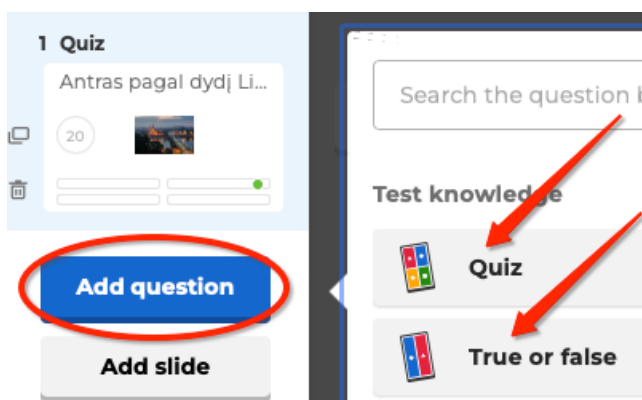 1 Quiz
Antras pagal dydį Li...
20
Add question
Add slide
Search the question b
Test knowledge
Quiz
True or false